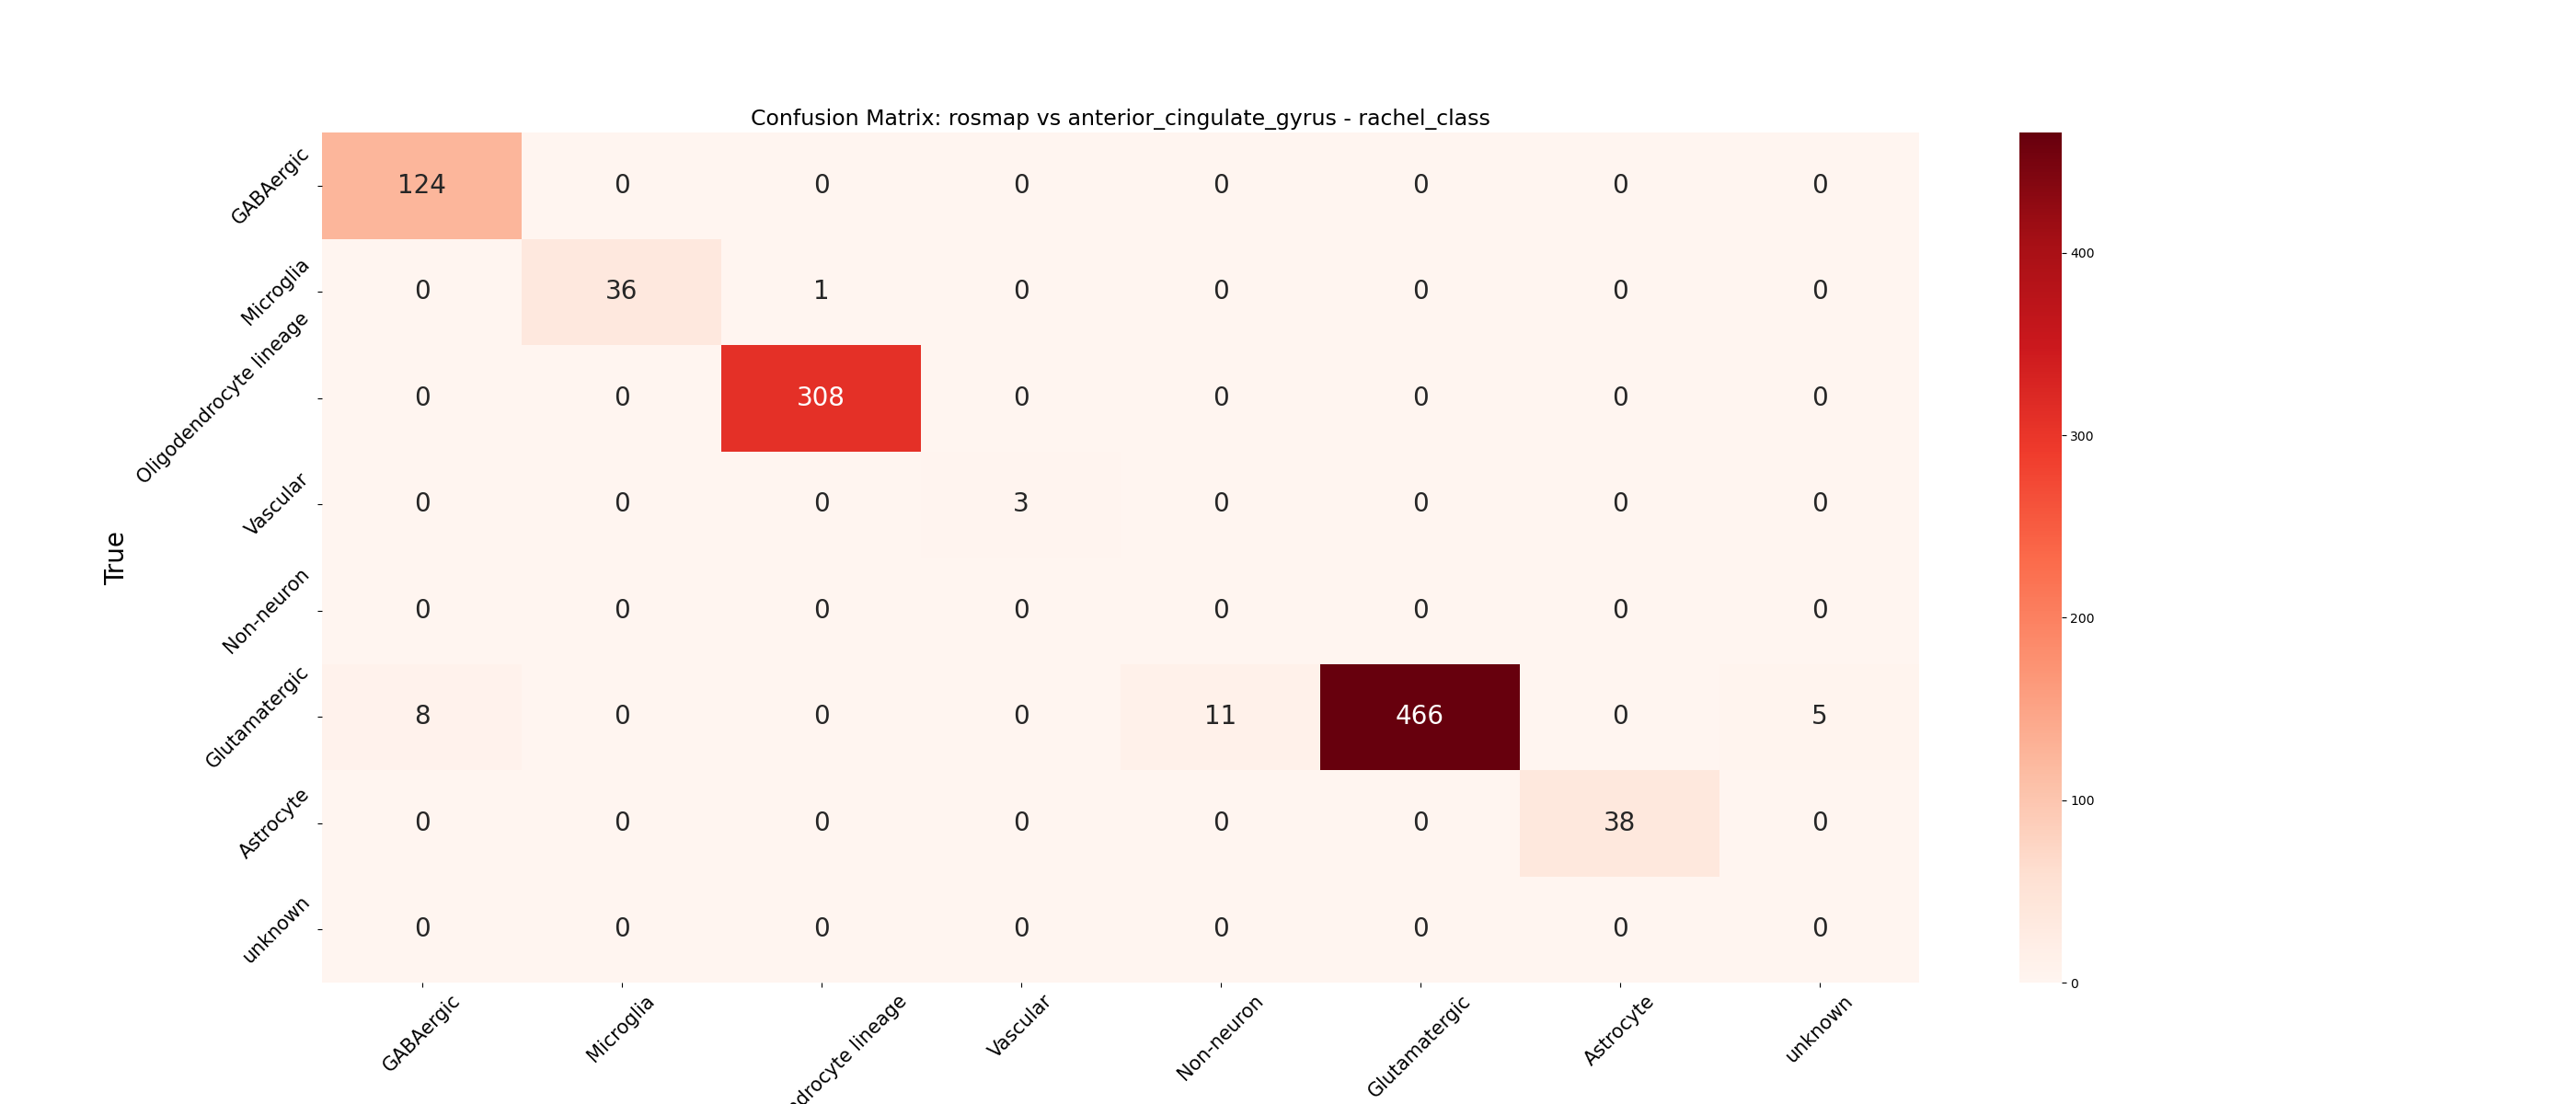 Confusion Matrix: rosmap vs anterior_cingulate_gyrus - rachel_class
True
GABAergic 124 0 0 0 0 0 0 0
Microglia 0 36 1 0 0 0 0 0
Oligodendrocyte lineage 0 0 308 0 0 0 0 0
Vascular 0 0 0 3 0 0 0 0
Non-neuron 0 0 0 0 0 0 0 0
Glutamatergic 8 0 0 0 11 466 0 5
Astrocyte 0 0 0 0 0 0 38 0
unknown 0 0 0 0 0 0 0 0
GABAergic Microglia ndrocyte lineage Vascular Non-neuron Glutamatergic Astrocyte unknown
400
300
200
100
0